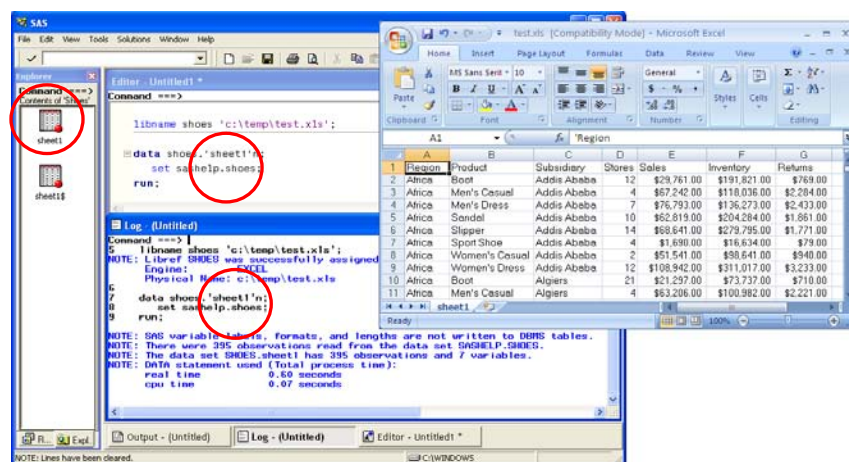 SAS
File Edit View Tools Solutions Window Help
Explorer
Command ===>
Contents of 'Shoes'
sheet1
sheet1$
Editor - Untitled1 *
Command ===>
libname shoes 'c:\temp\test.xls';
data shoes.'sheet1'n;
set sashelp.shoes;
run;
Log - (Untitled)
Command ===>
5 libname shoes 'c:\temp\test.xls';
NOTE: Libref SHOES was successfully assigned
Engine: EXCEL
Physical Name: c:\temp\test.xls
6
7 data shoes.'sheet1'n;
8 set sashelp.shoes;
9 run;
NOTE: SAS variable labels, formats, and lengths are not written to DBMS tables.
NOTE: There were 395 observations read from the data set SASHELP.SHOES.
NOTE: The data set SHOES.sheet1 has 395 observations and 7 variables.
NOTE: DATA statement used (Total process time):
real time 0.60 seconds
cpu time 0.07 seconds
R... Expl.
Output - (Untitled) Log - (Untitled) Editor - Untitled1 *
NOTE: Lines have been cleared. C:\WINDOWS
test.xls [Compatibility Mode] - Microsoft Excel
Home Insert Page Layout Formulas Data Review View
Paste
MS Sans Serif 10
B I U A A
General
$ % ,
Styles Cells
Clipboard Font Alignment Number Editing
A1 fx 'Region
A B C D E F G
1 Region Product Subsidiary Stores Sales Inventory Returns
2 Africa Boot Addis Ababa 12 $29,761.00 $191,821.00 $769.00
3 Africa Men's Casual Addis Ababa 4 $67,242.00 $118,036.00 $2,284.00
4 Africa Men's Dress Addis Ababa 7 $76,793.00 $136,273.00 $2,433.00
5 Africa Sandal Addis Ababa 10 $62,819.00 $204,284.00 $1,861.00
6 Africa Slipper Addis Ababa 14 $68,641.00 $279,795.00 $1,771.00
7 Africa Sport Shoe Addis Ababa 4 $1,690.00 $16,634.00 $79.00
8 Africa Women's Casual Addis Ababa 2 $51,541.00 $98,641.00 $940.00
9 Africa Women's Dress Addis Ababa 12 $108,942.00 $311,017.00 $3,233.00
10 Africa Boot Algiers 21 $21,297.00 $73,737.00 $710.00
11 Africa Men's Casual Algiers 4 $63,206.00 $100,982.00 $2,221.00
sheet1
Ready 100%